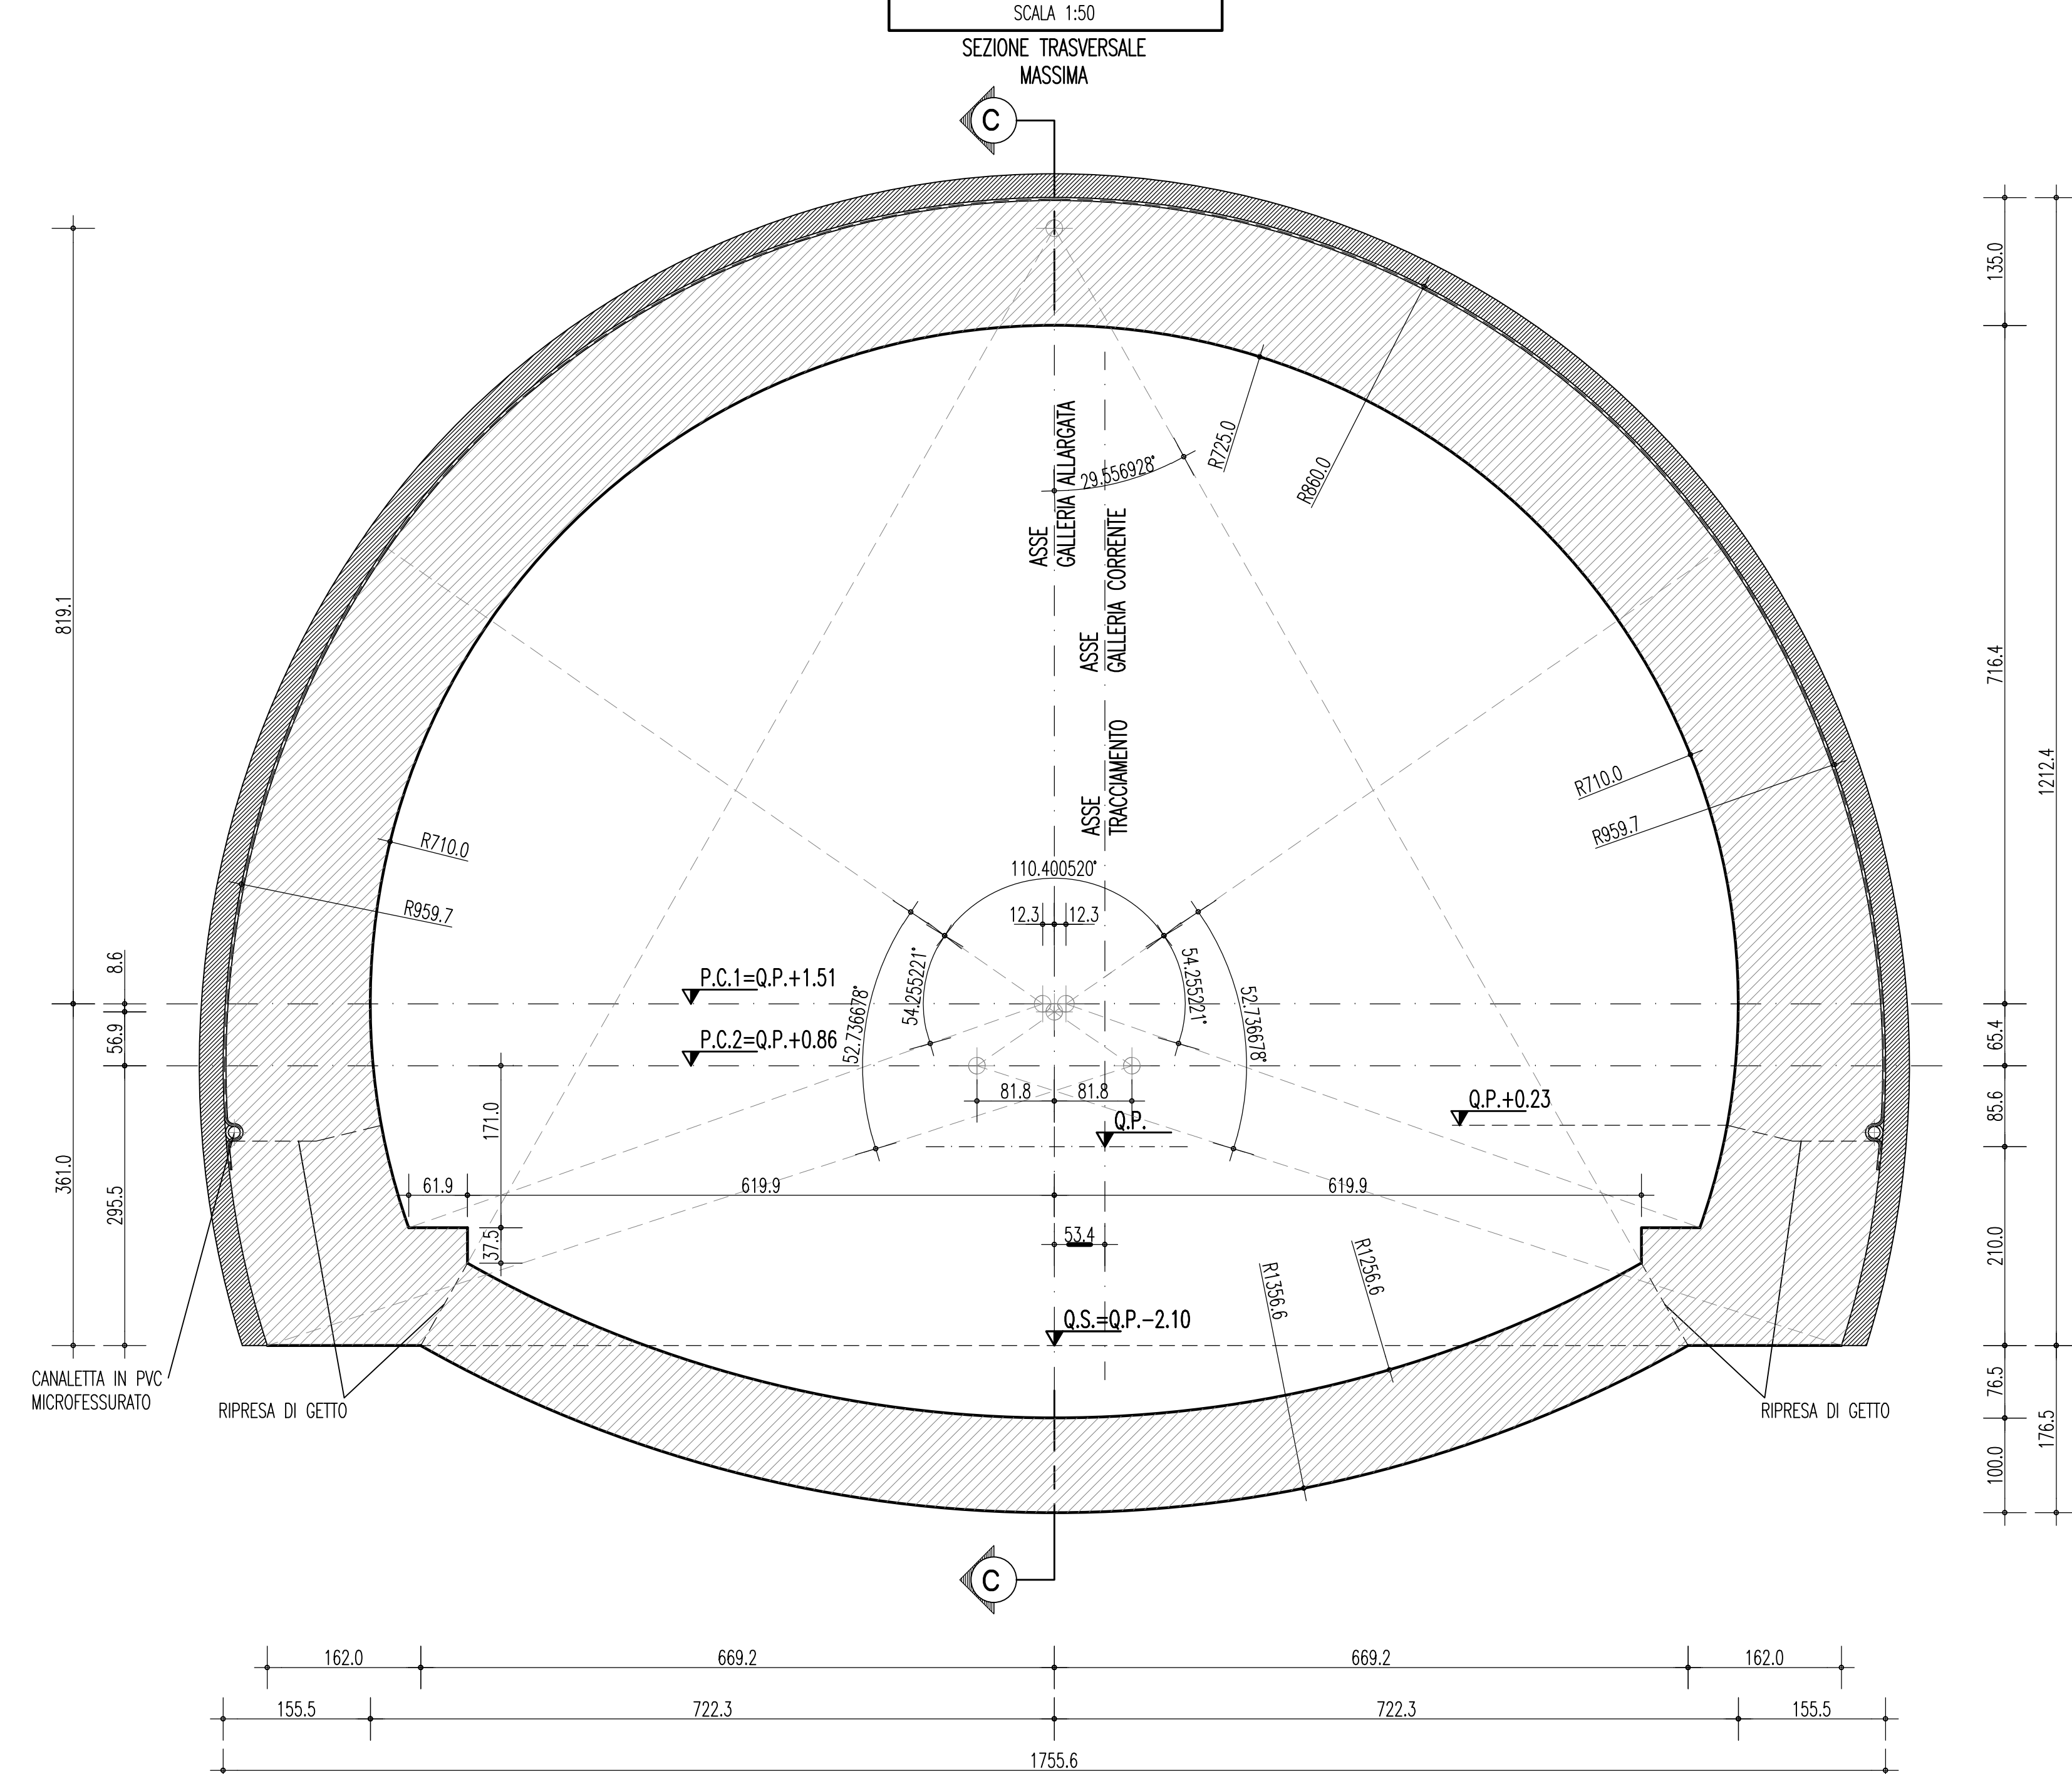 SCALA 1:50
SEZIONE TRASVERSALE
MASSIMA
C
135.0
819.1
R725.0
R860.0
29.556928°
ASSE
GALLERIA ALLARGATA
ASSE
GALLERIA CORRENTE
ASSE
TRACCIAMENTO
716.4
1212.4
R710.0
R959.7
R710.0
R959.7
110.400520°
12.3
12.3
8.6
P.C.1=Q.P.+1.51
54.255221°
54.255221°
52.736678°
52.736678°
56.9
P.C.2=Q.P.+0.86
65.4
81.8
81.8
Q.P.
Q.P.+0.23
85.6
171.0
361.0
295.5
61.9
619.9
619.9
37.5
53.4
210.0
R1356.6
R1256.6
Q.S.=Q.P.−2.10
CANALETTA IN PVC
MICROFESSURATO
RIPRESA DI GETTO
RIPRESA DI GETTO
76.5
176.5
100.0
C
162.0
669.2
669.2
162.0
155.5
722.3
722.3
155.5
1755.6